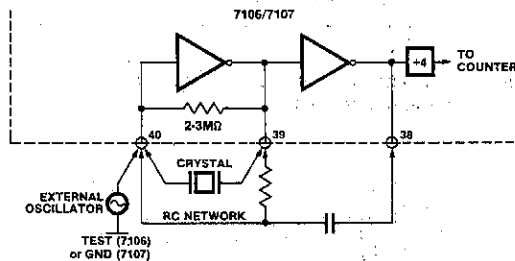 7106/7107
÷4
TO
COUNTER
2-3MΩ
40
39
38
CRYSTAL
EXTERNAL
OSCILLATOR
RC NETWORK
TEST (7106)
or GND (7107)